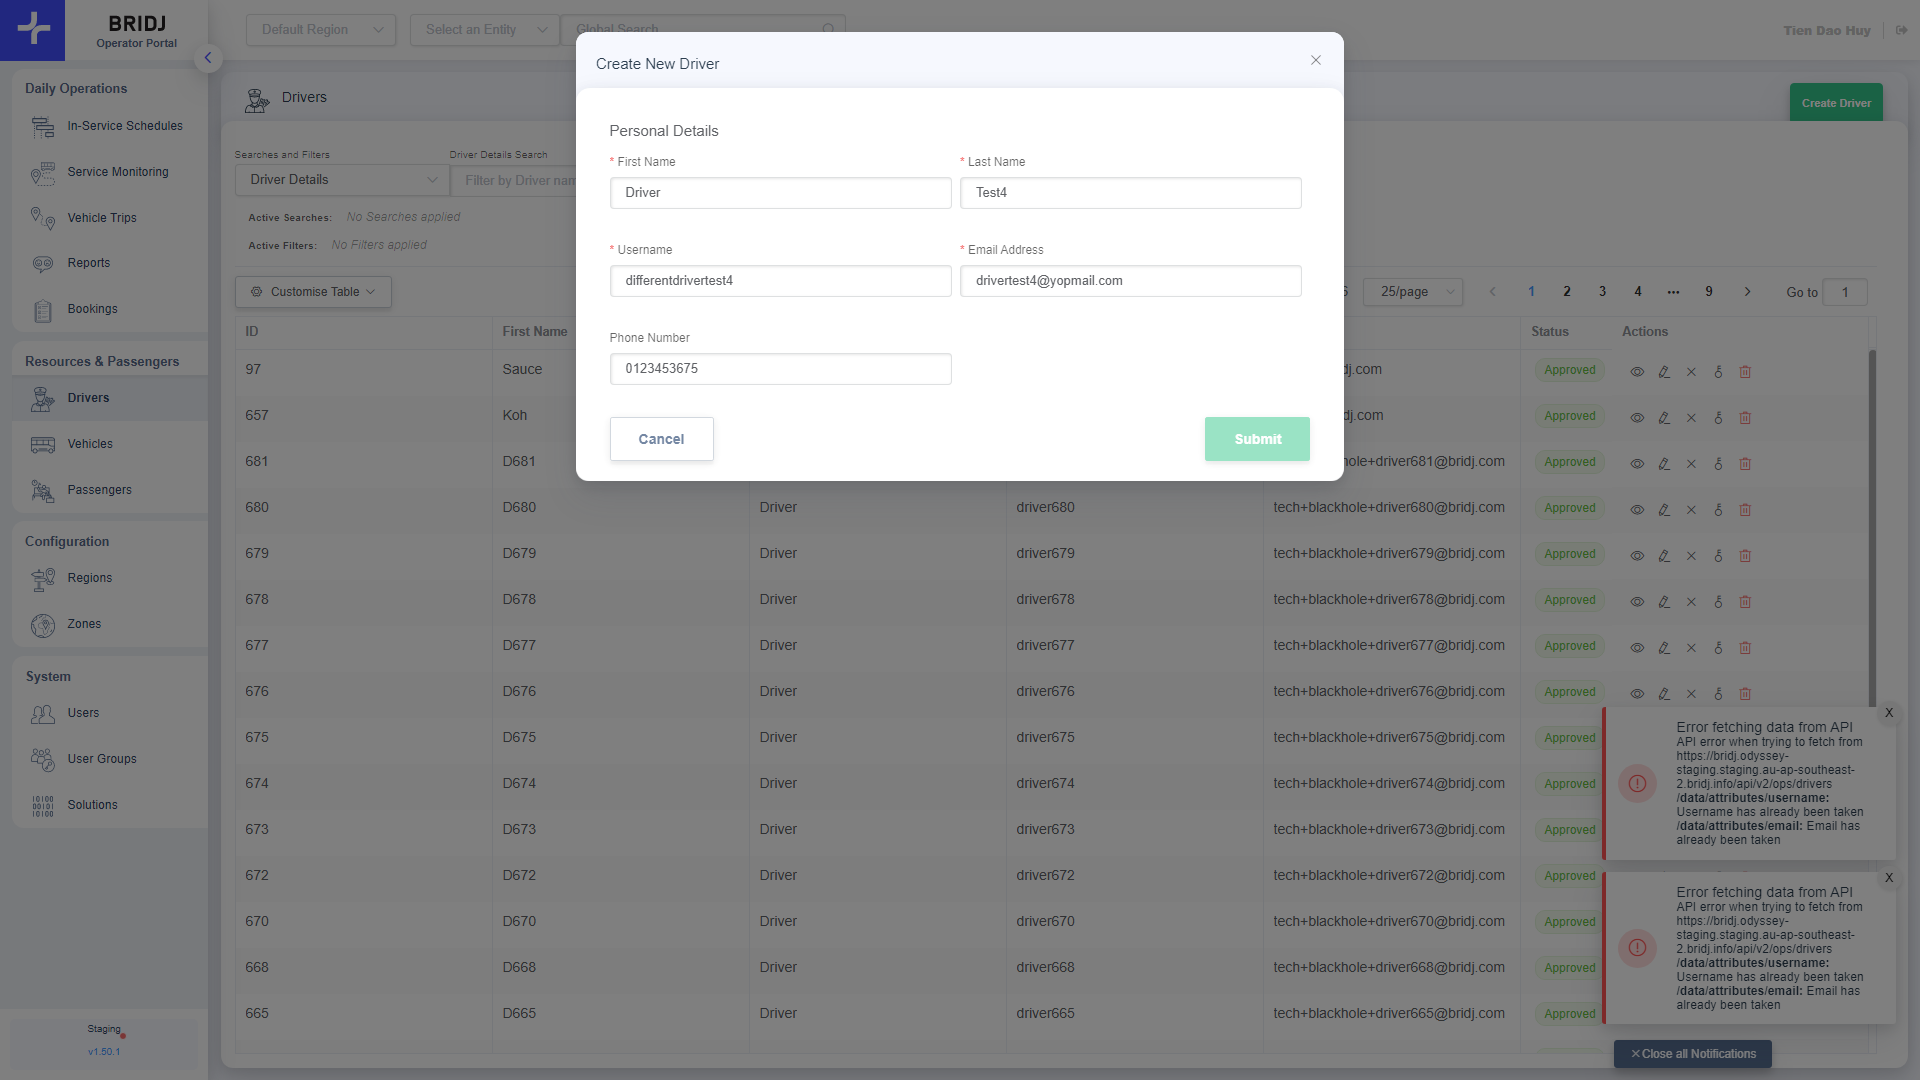 BRIDJ
Operator Portal
Default Region
Select an Entity
Global Search
Tien Dao Huy
Daily Operations
In-Service Schedules
Service Monitoring
Vehicle Trips
Reports
Bookings
Resources & Passengers
Drivers
Vehicles
Passengers
Configuration
Regions
Zones
System
Users
User Groups
Solutions
Staging
v1.50.1
Drivers
Create Driver
Searches and Filters
Driver Details Search
Driver Details
Filter by Driver nam
Active Searches: No Searches applied
Active Filters: No Filters applied
Customise Table
6 25/page 1 2 3 4 ••• 9 Go to 1
Create New Driver
Personal Details
* First Name
* Last Name
Driver
Test4
* Username
* Email Address
differentdrivertest4
drivertest4@yopmail.com
Phone Number
0123453675
Cancel
Submit
ID First Name Status Actions
97 Sauce dj.com Approved
657 Koh dj.com Approved
681 D681 hole+driver681@bridj.com Approved
680 D680 Driver driver680 tech+blackhole+driver680@bridj.com Approved
679 D679 Driver driver679 tech+blackhole+driver679@bridj.com Approved
678 D678 Driver driver678 tech+blackhole+driver678@bridj.com Approved
677 D677 Driver driver677 tech+blackhole+driver677@bridj.com Approved
676 D676 Driver driver676 tech+blackhole+driver676@bridj.com Approved
675 D675 Driver driver675 tech+blackhole+driver675@bridj.com Approved
674 D674 Driver driver674 tech+blackhole+driver674@bridj.com Approved
673 D673 Driver driver673 tech+blackhole+driver673@bridj.com Approved
672 D672 Driver driver672 tech+blackhole+driver672@bridj.com Approved
670 D670 Driver driver670 tech+blackhole+driver670@bridj.com Approved
668 D668 Driver driver668 tech+blackhole+driver668@bridj.com Approved
665 D665 Driver driver665 tech+blackhole+driver665@bridj.com Approved
X
Error fetching data from API
API error when trying to fetch from
https://bridj.odyssey-
staging.staging.au-ap-southeast-
2.bridj.info/api/v2/ops/drivers
/data/attributes/username:
Username has already been taken
/data/attributes/email: Email has
already been taken
X
Error fetching data from API
API error when trying to fetch from
https://bridj.odyssey-
staging.staging.au-ap-southeast-
2.bridj.info/api/v2/ops/drivers
/data/attributes/username:
Username has already been taken
/data/attributes/email: Email has
already been taken
Close all Notifications